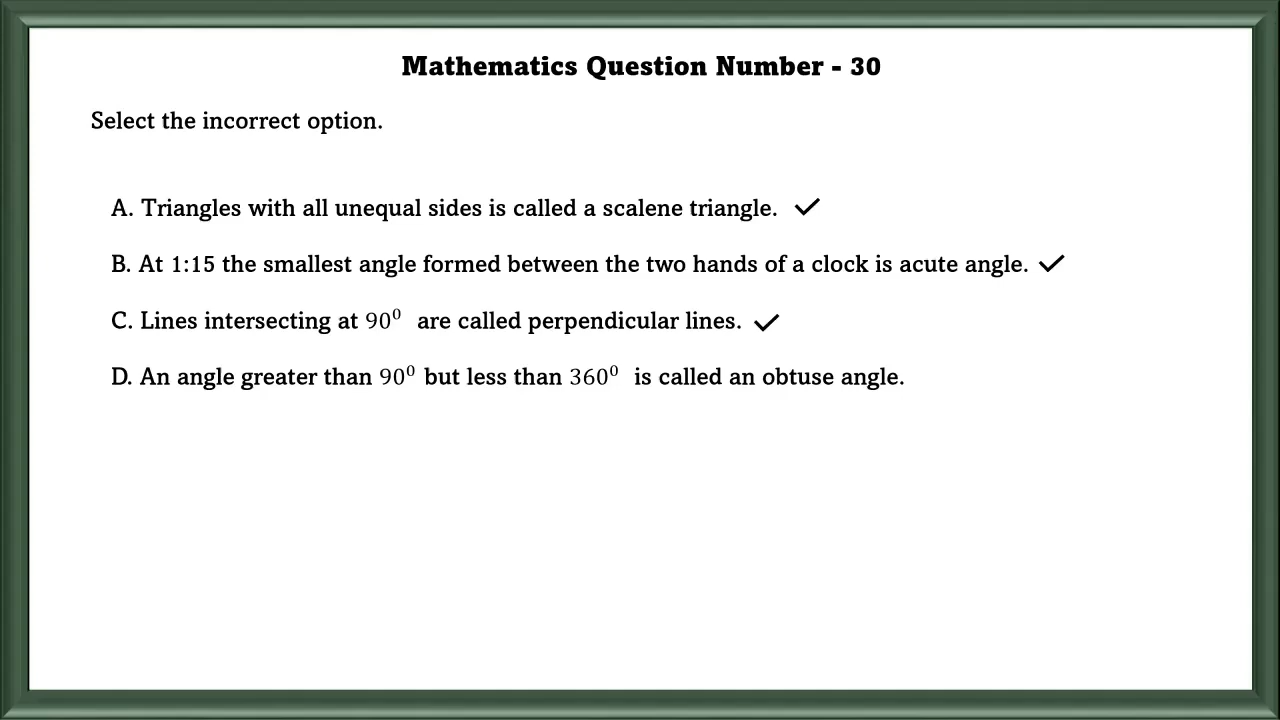 Mathematics Question Number - 30
Select the incorrect option.
A. Triangles with all unequal sides is called a scalene triangle. ✓
B. At 1:15 the smallest angle formed between the two hands of a clock is acute angle. ✓
C. Lines intersecting at 90⁰ are called perpendicular lines. ✓
D. An angle greater than 90⁰ but less than 360⁰ is called an obtuse angle.